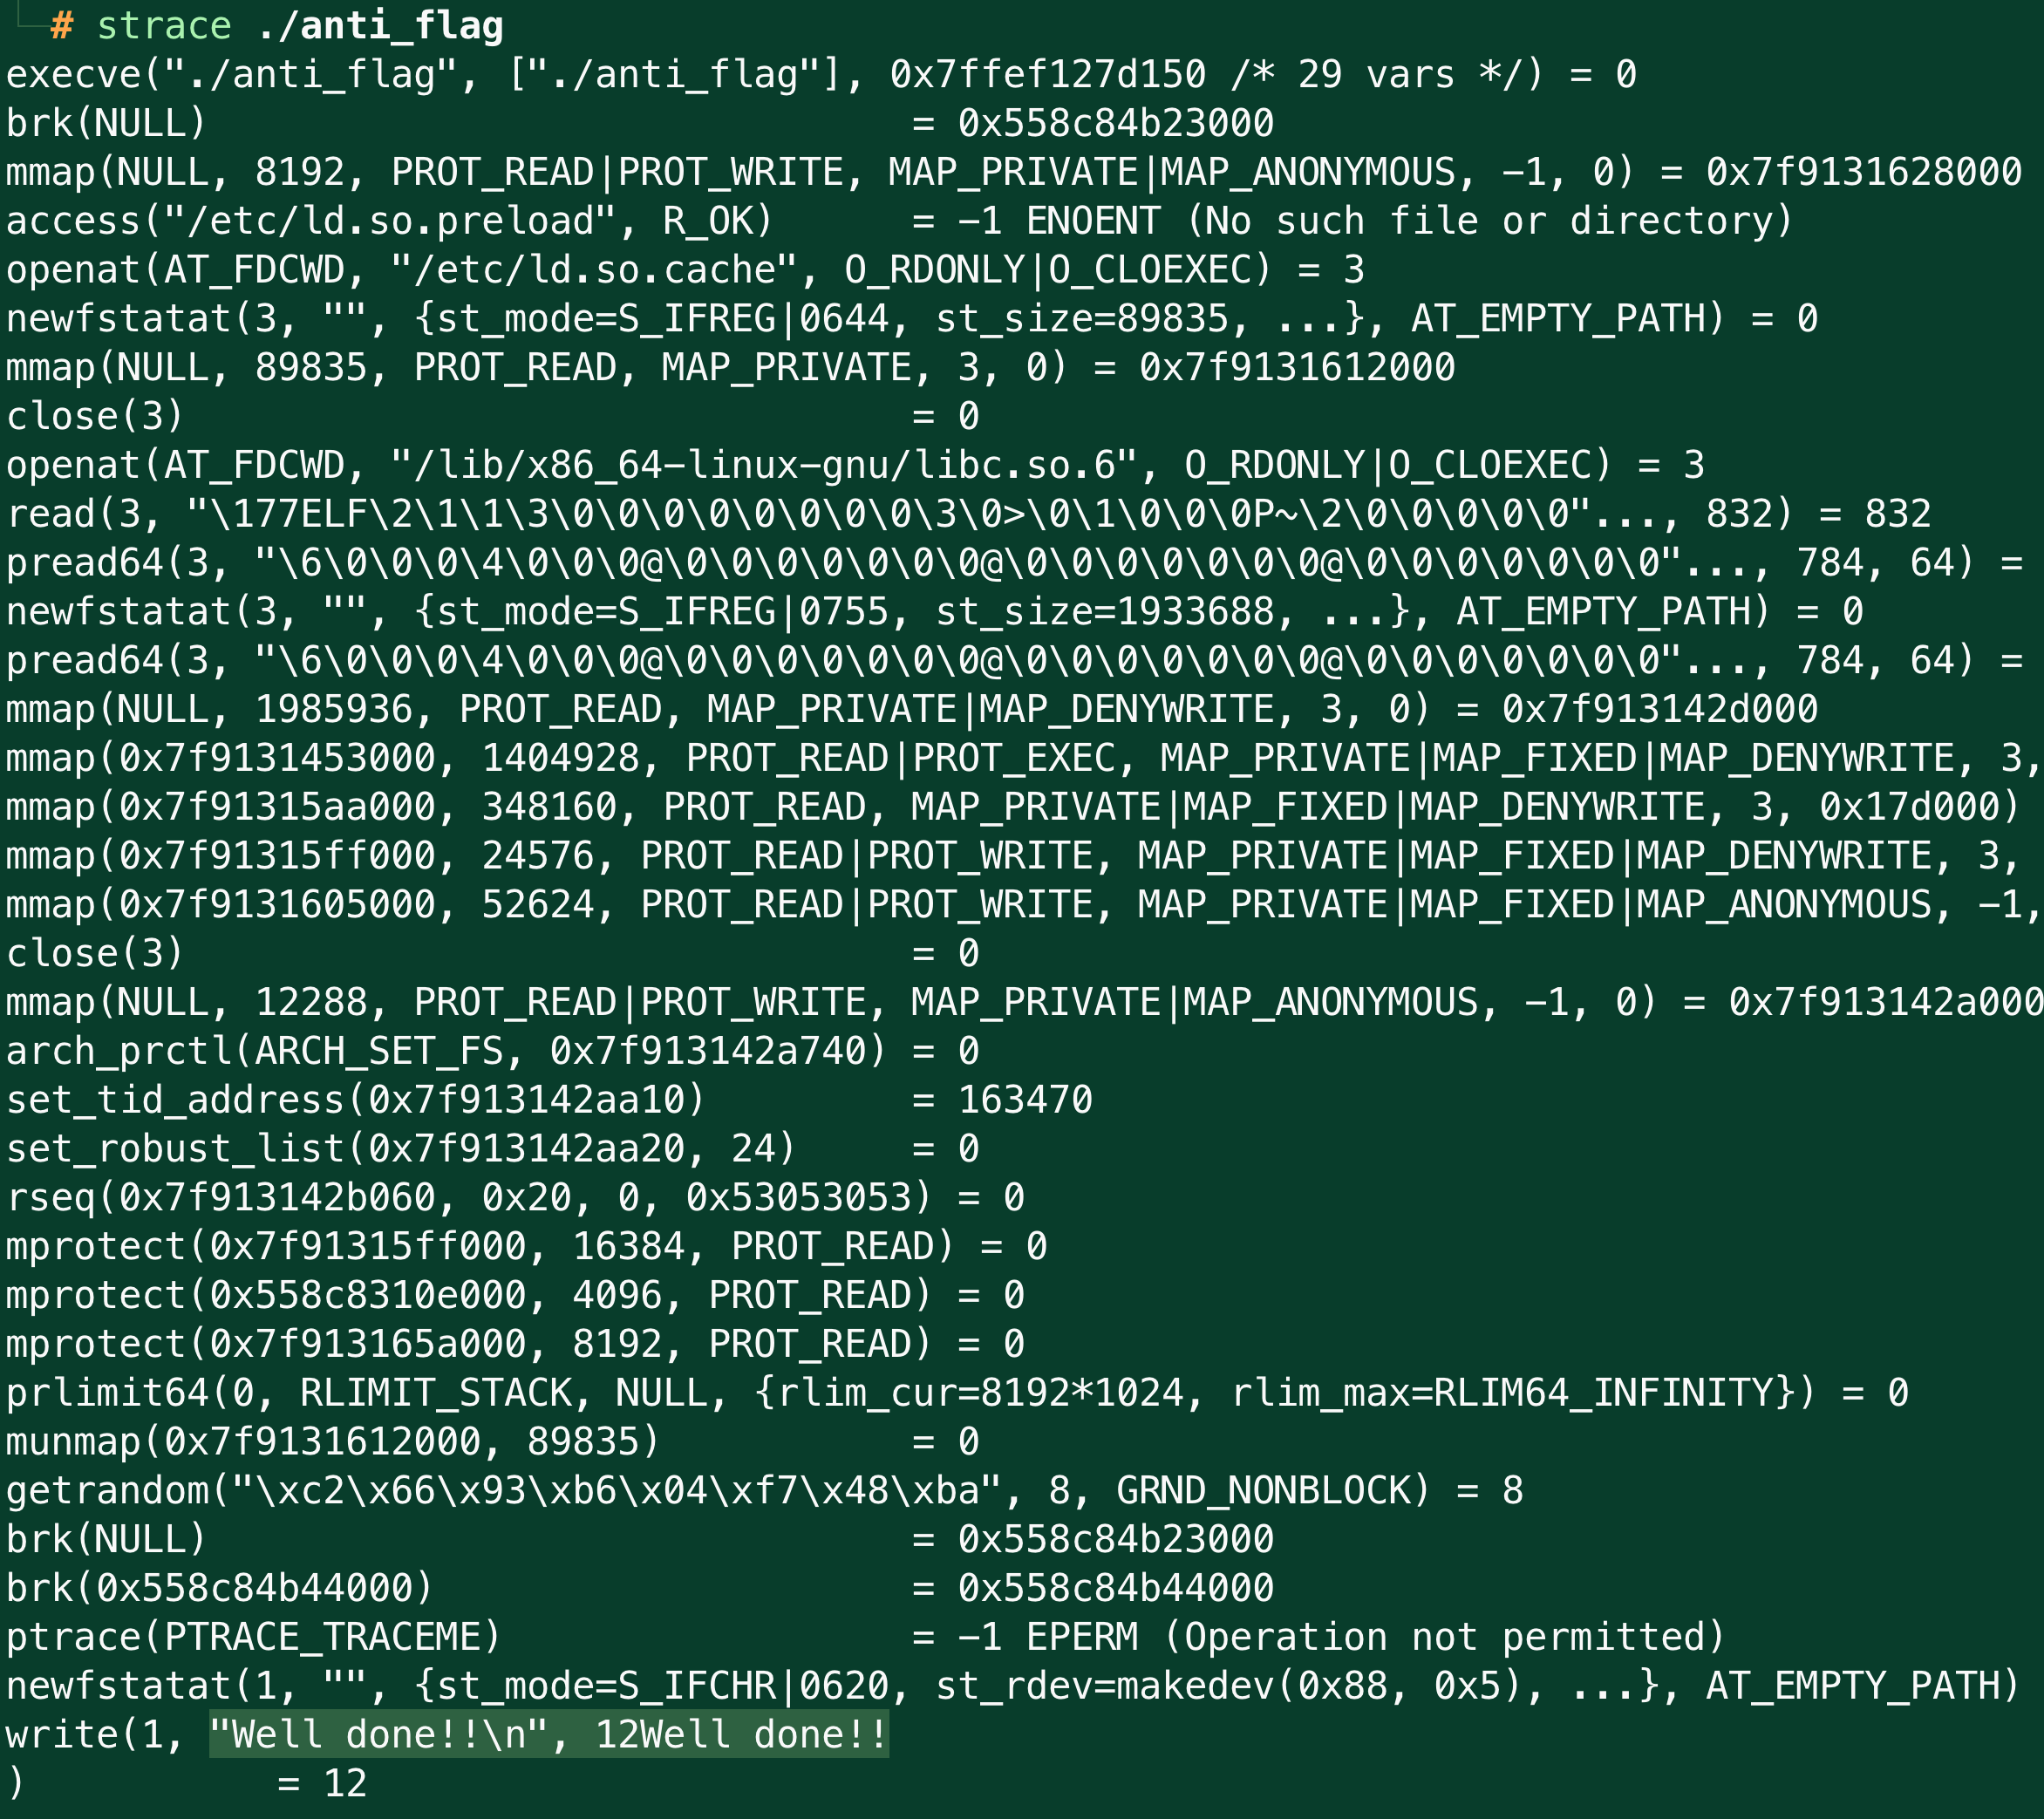 # strace ./anti_flag
execve("./anti_flag", ["./anti_flag"], 0x7ffef127d150 /* 29 vars */) = 0
brk(NULL)                               = 0x558c84b23000
mmap(NULL, 8192, PROT_READ|PROT_WRITE, MAP_PRIVATE|MAP_ANONYMOUS, -1, 0) = 0x7f9131628000
access("/etc/ld.so.preload", R_OK)      = -1 ENOENT (No such file or directory)
openat(AT_FDCWD, "/etc/ld.so.cache", O_RDONLY|O_CLOEXEC) = 3
newfstatat(3, "", {st_mode=S_IFREG|0644, st_size=89835, ...}, AT_EMPTY_PATH) = 0
mmap(NULL, 89835, PROT_READ, MAP_PRIVATE, 3, 0) = 0x7f9131612000
close(3)                                = 0
openat(AT_FDCWD, "/lib/x86_64-linux-gnu/libc.so.6", O_RDONLY|O_CLOEXEC) = 3
read(3, "\177ELF\2\1\1\3\0\0\0\0\0\0\0\0\3\0>\0\1\0\0\0P~\2\0\0\0\0\0"..., 832) = 832
pread64(3, "\6\0\0\0\4\0\0\0@\0\0\0\0\0\0\0@\0\0\0\0\0\0\0@\0\0\0\0\0\0\0"..., 784, 64) =
newfstatat(3, "", {st_mode=S_IFREG|0755, st_size=1933688, ...}, AT_EMPTY_PATH) = 0
pread64(3, "\6\0\0\0\4\0\0\0@\0\0\0\0\0\0\0@\0\0\0\0\0\0\0@\0\0\0\0\0\0\0"..., 784, 64) =
mmap(NULL, 1985936, PROT_READ, MAP_PRIVATE|MAP_DENYWRITE, 3, 0) = 0x7f913142d000
mmap(0x7f9131453000, 1404928, PROT_READ|PROT_EXEC, MAP_PRIVATE|MAP_FIXED|MAP_DENYWRITE, 3,
mmap(0x7f91315aa000, 348160, PROT_READ, MAP_PRIVATE|MAP_FIXED|MAP_DENYWRITE, 3, 0x17d000)
mmap(0x7f91315ff000, 24576, PROT_READ|PROT_WRITE, MAP_PRIVATE|MAP_FIXED|MAP_DENYWRITE, 3,
mmap(0x7f9131605000, 52624, PROT_READ|PROT_WRITE, MAP_PRIVATE|MAP_FIXED|MAP_ANONYMOUS, -1,
close(3)                                = 0
mmap(NULL, 12288, PROT_READ|PROT_WRITE, MAP_PRIVATE|MAP_ANONYMOUS, -1, 0) = 0x7f913142a000
arch_prctl(ARCH_SET_FS, 0x7f913142a740) = 0
set_tid_address(0x7f913142aa10)         = 163470
set_robust_list(0x7f913142aa20, 24)     = 0
rseq(0x7f913142b060, 0x20, 0, 0x53053053) = 0
mprotect(0x7f91315ff000, 16384, PROT_READ) = 0
mprotect(0x558c8310e000, 4096, PROT_READ) = 0
mprotect(0x7f913165a000, 8192, PROT_READ) = 0
prlimit64(0, RLIMIT_STACK, NULL, {rlim_cur=8192*1024, rlim_max=RLIM64_INFINITY}) = 0
munmap(0x7f9131612000, 89835)           = 0
getrandom("\xc2\x66\x93\xb6\x04\xf7\x48\xba", 8, GRND_NONBLOCK) = 8
brk(NULL)                               = 0x558c84b23000
brk(0x558c84b44000)                     = 0x558c84b44000
ptrace(PTRACE_TRACEME)                  = -1 EPERM (Operation not permitted)
newfstatat(1, "", {st_mode=S_IFCHR|0620, st_rdev=makedev(0x88, 0x5), ...}, AT_EMPTY_PATH)
write(1, "Well done!!\n", 12Well done!!
)           = 12